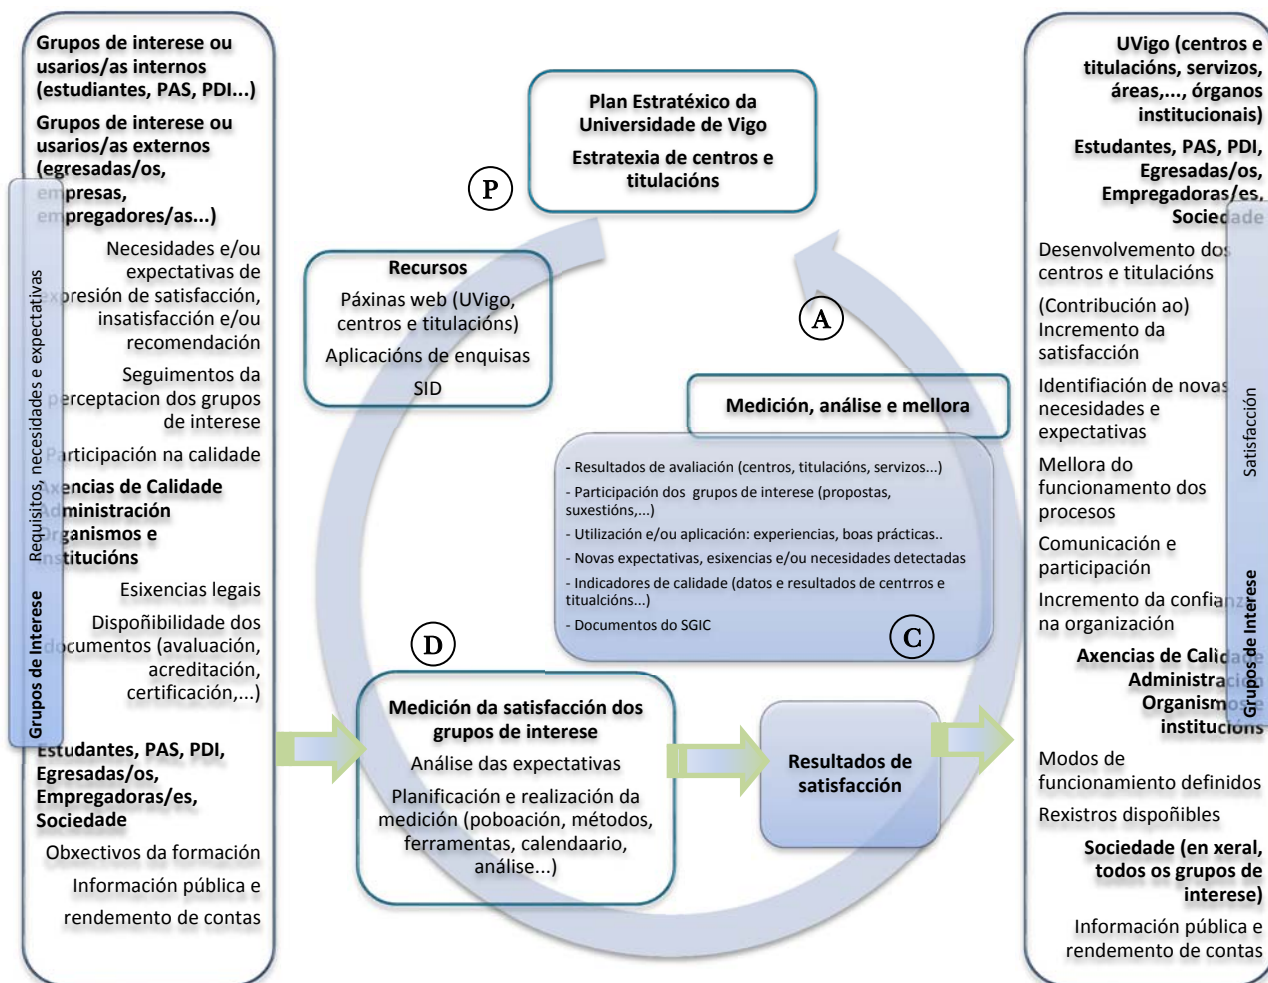 Grupos de interese ou
usarios/as internos
(estudiantes, PAS, PDI...)
Grupos de interese ou
usarios/as externos
(egresadas/os,
empresas,
empregadores/as...)
Necesidades e/ou
expectativas de
expresión de satisfacción,
insatisfacción e/ou
recomendación
Seguimentos da
perceptacion dos grupos
de interese
Participación na calidade
Axencias de Calidade
Administración
Organismos e
institucións
Esixencias legais
Dispoñibilidade dos
documentos (avaluación,
acreditación,
certificación,...)
Estudantes, PAS, PDI,
Egresadas/os,
Empregadoras/es,
Sociedade
Obxectivos da formación
Información pública e
rendemento de contas
Grupos de Interese
Requisitos, necesidades e expectativas
Plan Estratéxico da
Universidade de Vigo
Estratexia de centros e
titulacións
P
Recursos
Páxinas web (UVigo,
centros e titulacións)
Aplicacións de enquisas
SID
A
Medición, análise e mellora
- Resultados de avaliación (centros, titulacións, servizos...)
- Participación dos grupos de interese (propostas,
suxestións,...)
- Utilización e/ou aplicación: experiencias, boas prácticas..
- Novas expectativas, esixencias e/ou necesidades detectadas
- Indicadores de calidade (datos e resultados de centrros e
titualcións...)
- Documentos do SGIC
C
D
Medición da satisfacción dos
grupos de interese
Análise das expectativas
Planificación e realización da
medición (poboación, métodos,
ferramentas, calendaario,
análise...)
Resultados de
satisfacción
UVigo (centros e
titulacións, servizos,
áreas,..., órganos
institucionais)
Estudantes, PAS, PDI,
Egresadas/os,
Empregadoras/es,
Sociedade
Desenvolvemento dos
centros e titulacións
(Contribución ao)
Incremento da
satisfacción
Identifiación de novas
necesidades e
expectativas
Mellora do
funcionamento dos
procesos
Comunicación e
participación
Incremento da confianza
na organización
Axencias de Calidade
Administración
Organismos e
institucións
Modos de
funcionamiento definidos
Rexistros dispoñibles
Sociedade (en xeral,
todos os grupos de
interese)
Información pública e
rendemento de contas
Grupos de Interese
Satisfacción